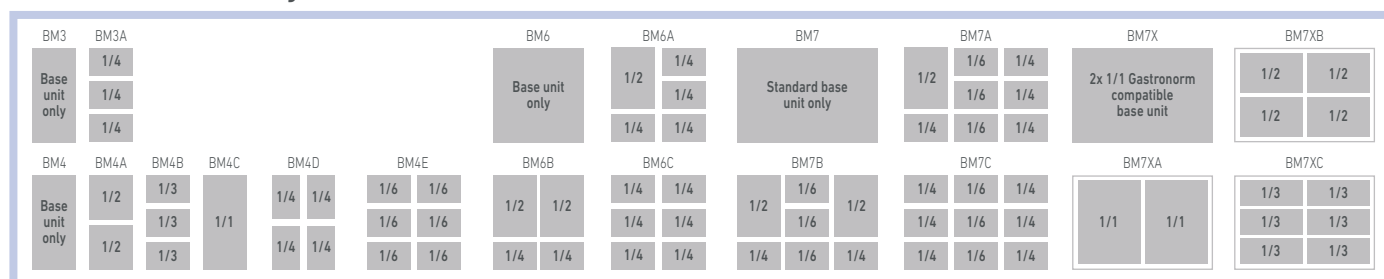 BM3 BM3A BM6 BM6A BM7 BM7A BM7X BM7XB
Base
unit
only
1/4
1/4
1/4
Base unit
only
1/2 1/4
1/4
1/4 1/4
Standard base
unit only
1/2 1/6 1/4
1/6 1/4
1/4 1/6 1/4
2x 1/1 Gastronorm
compatible
base unit
1/2 1/2
1/2 1/2
BM4 BM4A BM4B BM4C BM4D BM4E BM6B BM6C BM7B BM7C BM7XA BM7XC
Base
unit
only
1/2
1/2
1/3
1/3
1/3
1/1
1/4 1/4
1/4 1/4
1/6 1/6
1/6 1/6
1/6 1/6
1/2 1/2
1/4 1/4
1/4 1/4
1/4 1/4
1/4 1/4
1/2 1/6 1/2
1/6
1/4 1/6 1/4
1/4 1/6 1/4
1/4 1/6 1/4
1/4 1/6 1/4
1/1 1/1
1/3 1/3
1/3 1/3
1/3 1/3